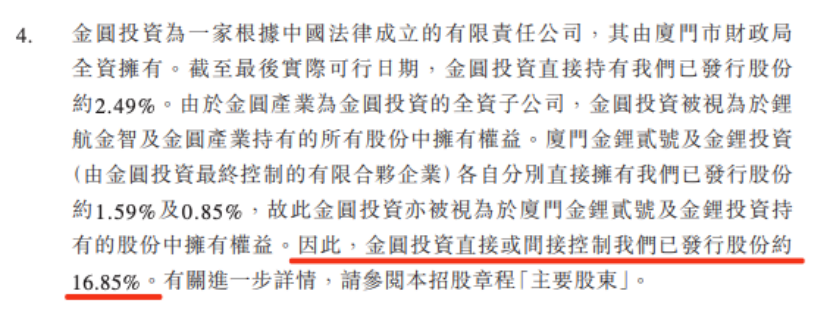 4. 金圓投資為一家根據中國法律成立的有限責任公司，其由廈門市財政局
全資擁有。截至最後實際可行日期，金圓投資直接持有我們已發行股份
約2.49%。由於金圓產業為金圓投資的全資子公司，金圓投資被視為於鋰
航金智及金圓產業持有的所有股份中擁有權益。廈門金鋰貳號及金鋰投資
(由金圓投資最終控制的有限合夥企業)各自分別直接擁有我們已發行股份
約1.59%及0.85%，故此金圓投資亦被視為於廈門金鋰貳號及金鋰投資持
有的股份中擁有權益。因此，金圓投資直接或間接控制我們已發行股份約
16.85%。有關進一步詳情，請參閱本招股章程「主要股東」。